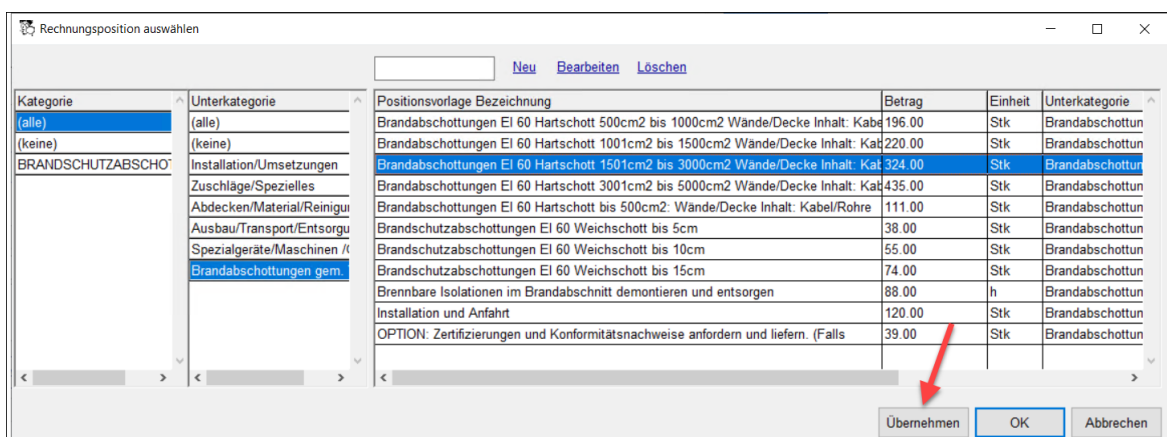 Rechnungsposition auswählen
Neu Bearbeiten Löschen
Kategorie Unterkategorie Positionsvorlage Bezeichnung Betrag Einheit Unterkategorie
(alle) (alle) Brandabschottungen EI 60 Hartschott 500cm2 bis 1000cm2 Wände/Decke Inhalt: Kabe 196.00 Stk Brandabschottun
(keine) (keine) Brandabschottungen EI 60 Hartschott 1001cm2 bis 1500cm2 Wände/Decke Inhalt: Kab 220.00 Stk Brandabschottun
BRANDSCHUTZABSCHOT Installation/Umsetzungen Brandabschottungen EI 60 Hartschott 1501cm2 bis 3000cm2 Wände/Decke Inhalt: Kab 324.00 Stk Brandabschottun
Zuschläge/Spezielles Brandabschottungen EI 60 Hartschott 3001cm2 bis 5000cm2 Wände/Decke Inhalt: Kab 435.00 Stk Brandabschottun
Abdecken/Material/Reinigun Brandabschottungen EI 60 Hartschott bis 500cm2: Wände/Decke Inhalt: Kabel/Rohre 111.00 Stk Brandabschottun
Ausbau/Transport/Entsorgu Brandschutzabschottungen EI 60 Weichschott bis 5cm 38.00 Stk Brandabschottun
Spezialgeräte/Maschinen /( Brandschutzabschottungen EI 60 Weichschott bis 10cm 55.00 Stk Brandabschottun
Brandabschottungen gem. Brandschutzabschottungen EI 60 Weichschott bis 15cm 74.00 Stk Brandabschottun
Brennbare Isolationen im Brandabschnitt demontieren und entsorgen 88.00 h Brandabschottun
Installation und Anfahrt 120.00 Stk Brandabschottun
OPTION: Zertifizierungen und Konformitätsnachweise anfordern und liefern. (Falls 39.00 Stk Brandabschottun
Übernehmen OK Abbrechen